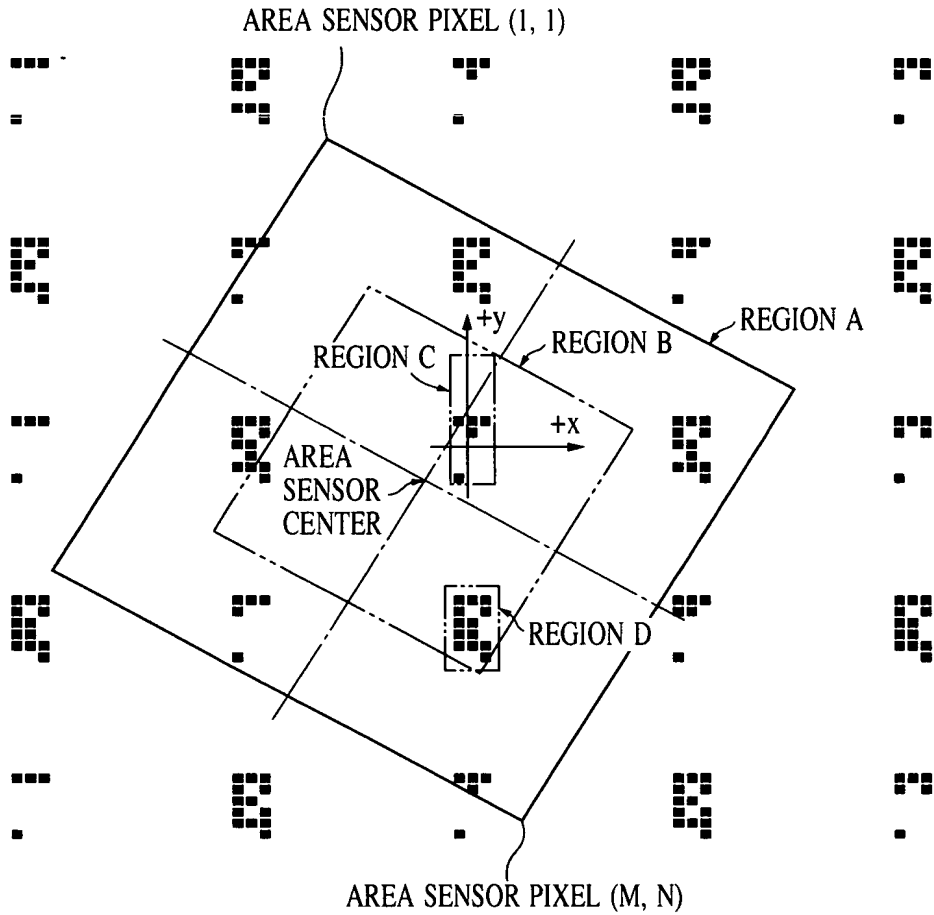 AREA SENSOR PIXEL (1, 1)
REGION A
+y
REGION B
REGION C
+x
AREA
SENSOR
CENTER
REGION D
AREA SENSOR PIXEL (M, N)